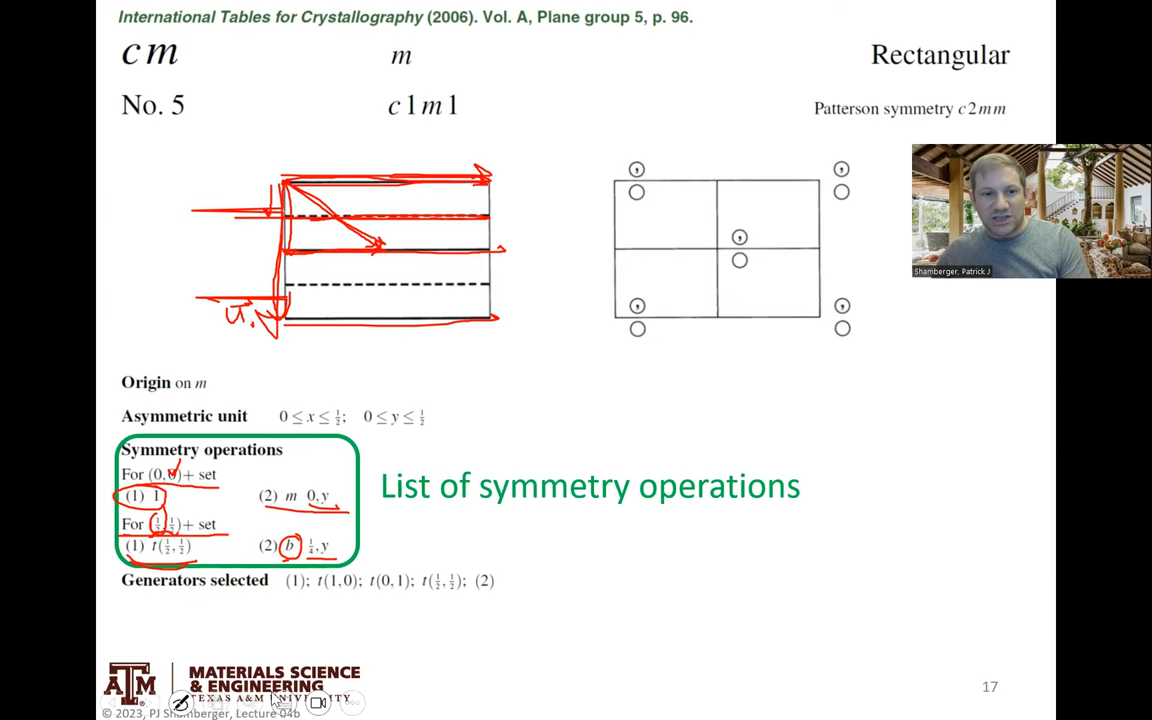 International Tables for Crystallography (2006). Vol. A, Plane group 5, p. 96.
cm m Rectangular
No. 5 c1m1 Patterson symmetry c2mm
Shamberger, Patrick J
Origin on m
Asymmetric unit 0 ≤ x ≤ 1/2; 0 ≤ y ≤ 1/2
Symmetry operations
For (0,0)+ set
(1) 1 (2) m 0,y
For (1/2,1/2)+ set
(1) t(1/2,1/2) (2) b 1/4,y
List of symmetry operations
Generators selected (1); t(1,0); t(0,1); t(1/2,1/2); (2)
ATM MATERIALS SCIENCE
& ENGINEERING
TEXAS A&M UNIVERSITY
© 2023, PJ Shamberger, Lecture 04b
17